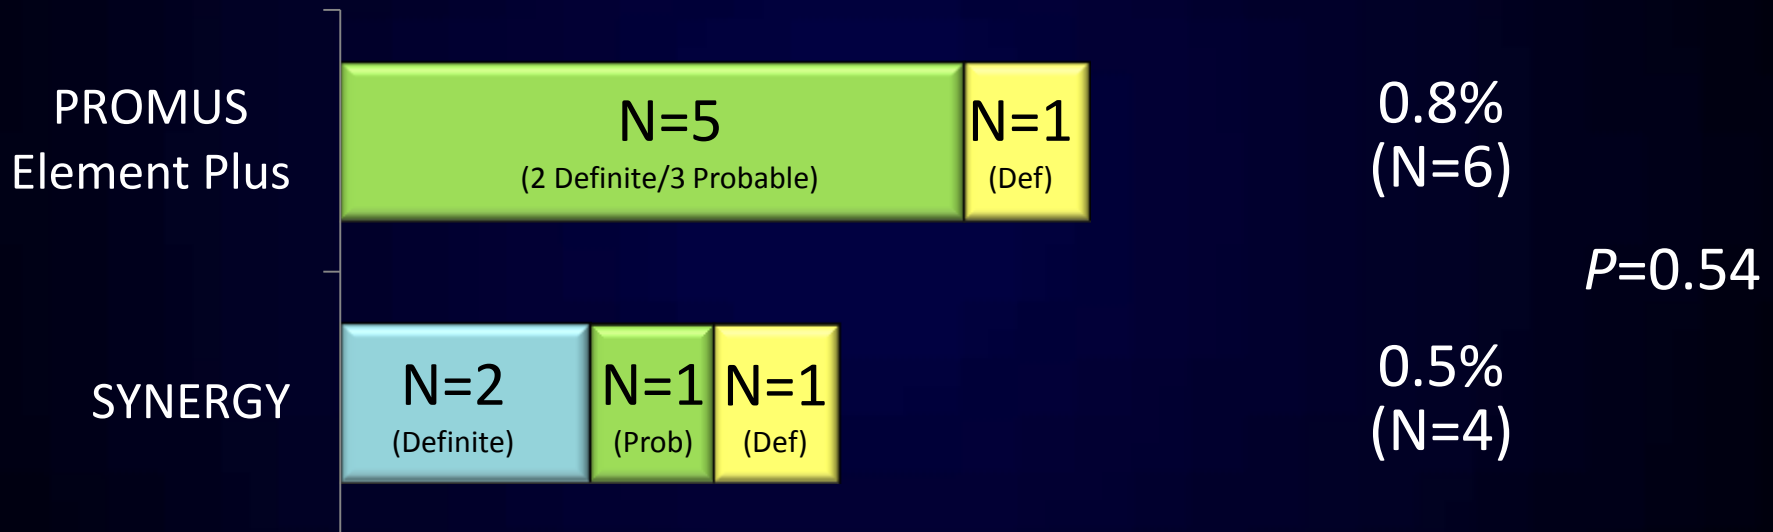 PROMUS
Element Plus
N=5
(2 Definite/3 Probable)
N=1
(Def)
0.8%
(N=6)
P=0.54
SYNERGY
N=2
(Definite)
N=1
(Prob)
N=1
(Def)
0.5%
(N=4)